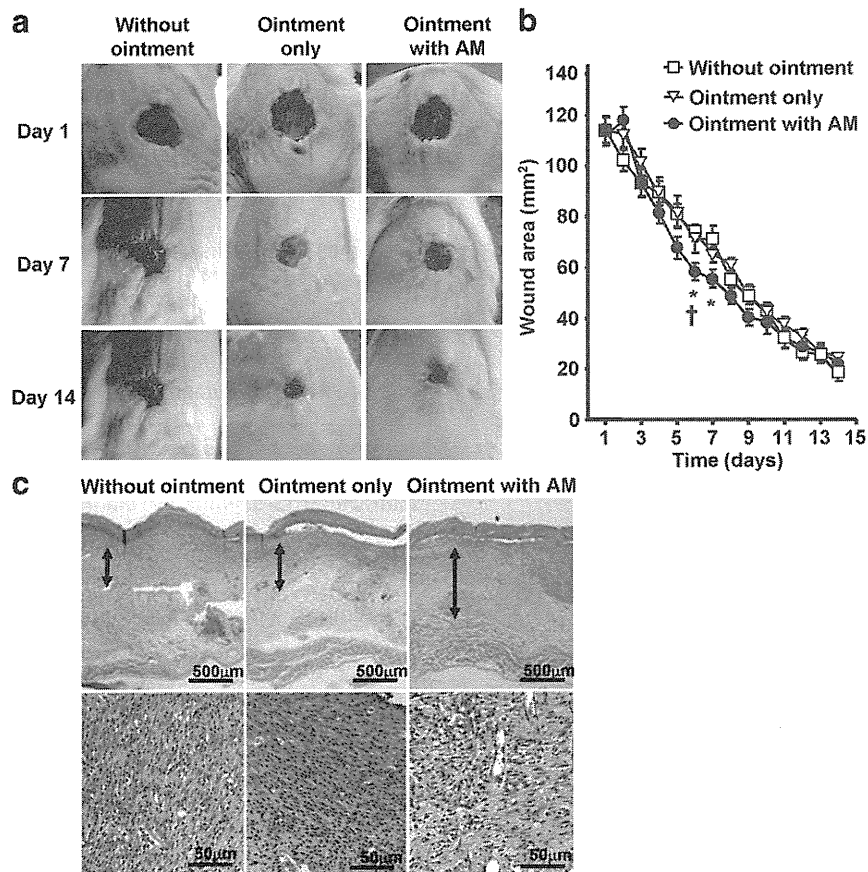 a
Without ointment
Ointment only
Ointment with AM
Day 1
Day 7
Day 14
b
Without ointment
Ointment only
Ointment with AM
Wound area (mm²)
140
120
100
80
60
40
20
0
* *
†
1 3 5 7 9 11 13 15
Time (days)
c
Without ointment Ointment only Ointment with AM
500μm 500μm 500μm
50μm 50μm 50μm